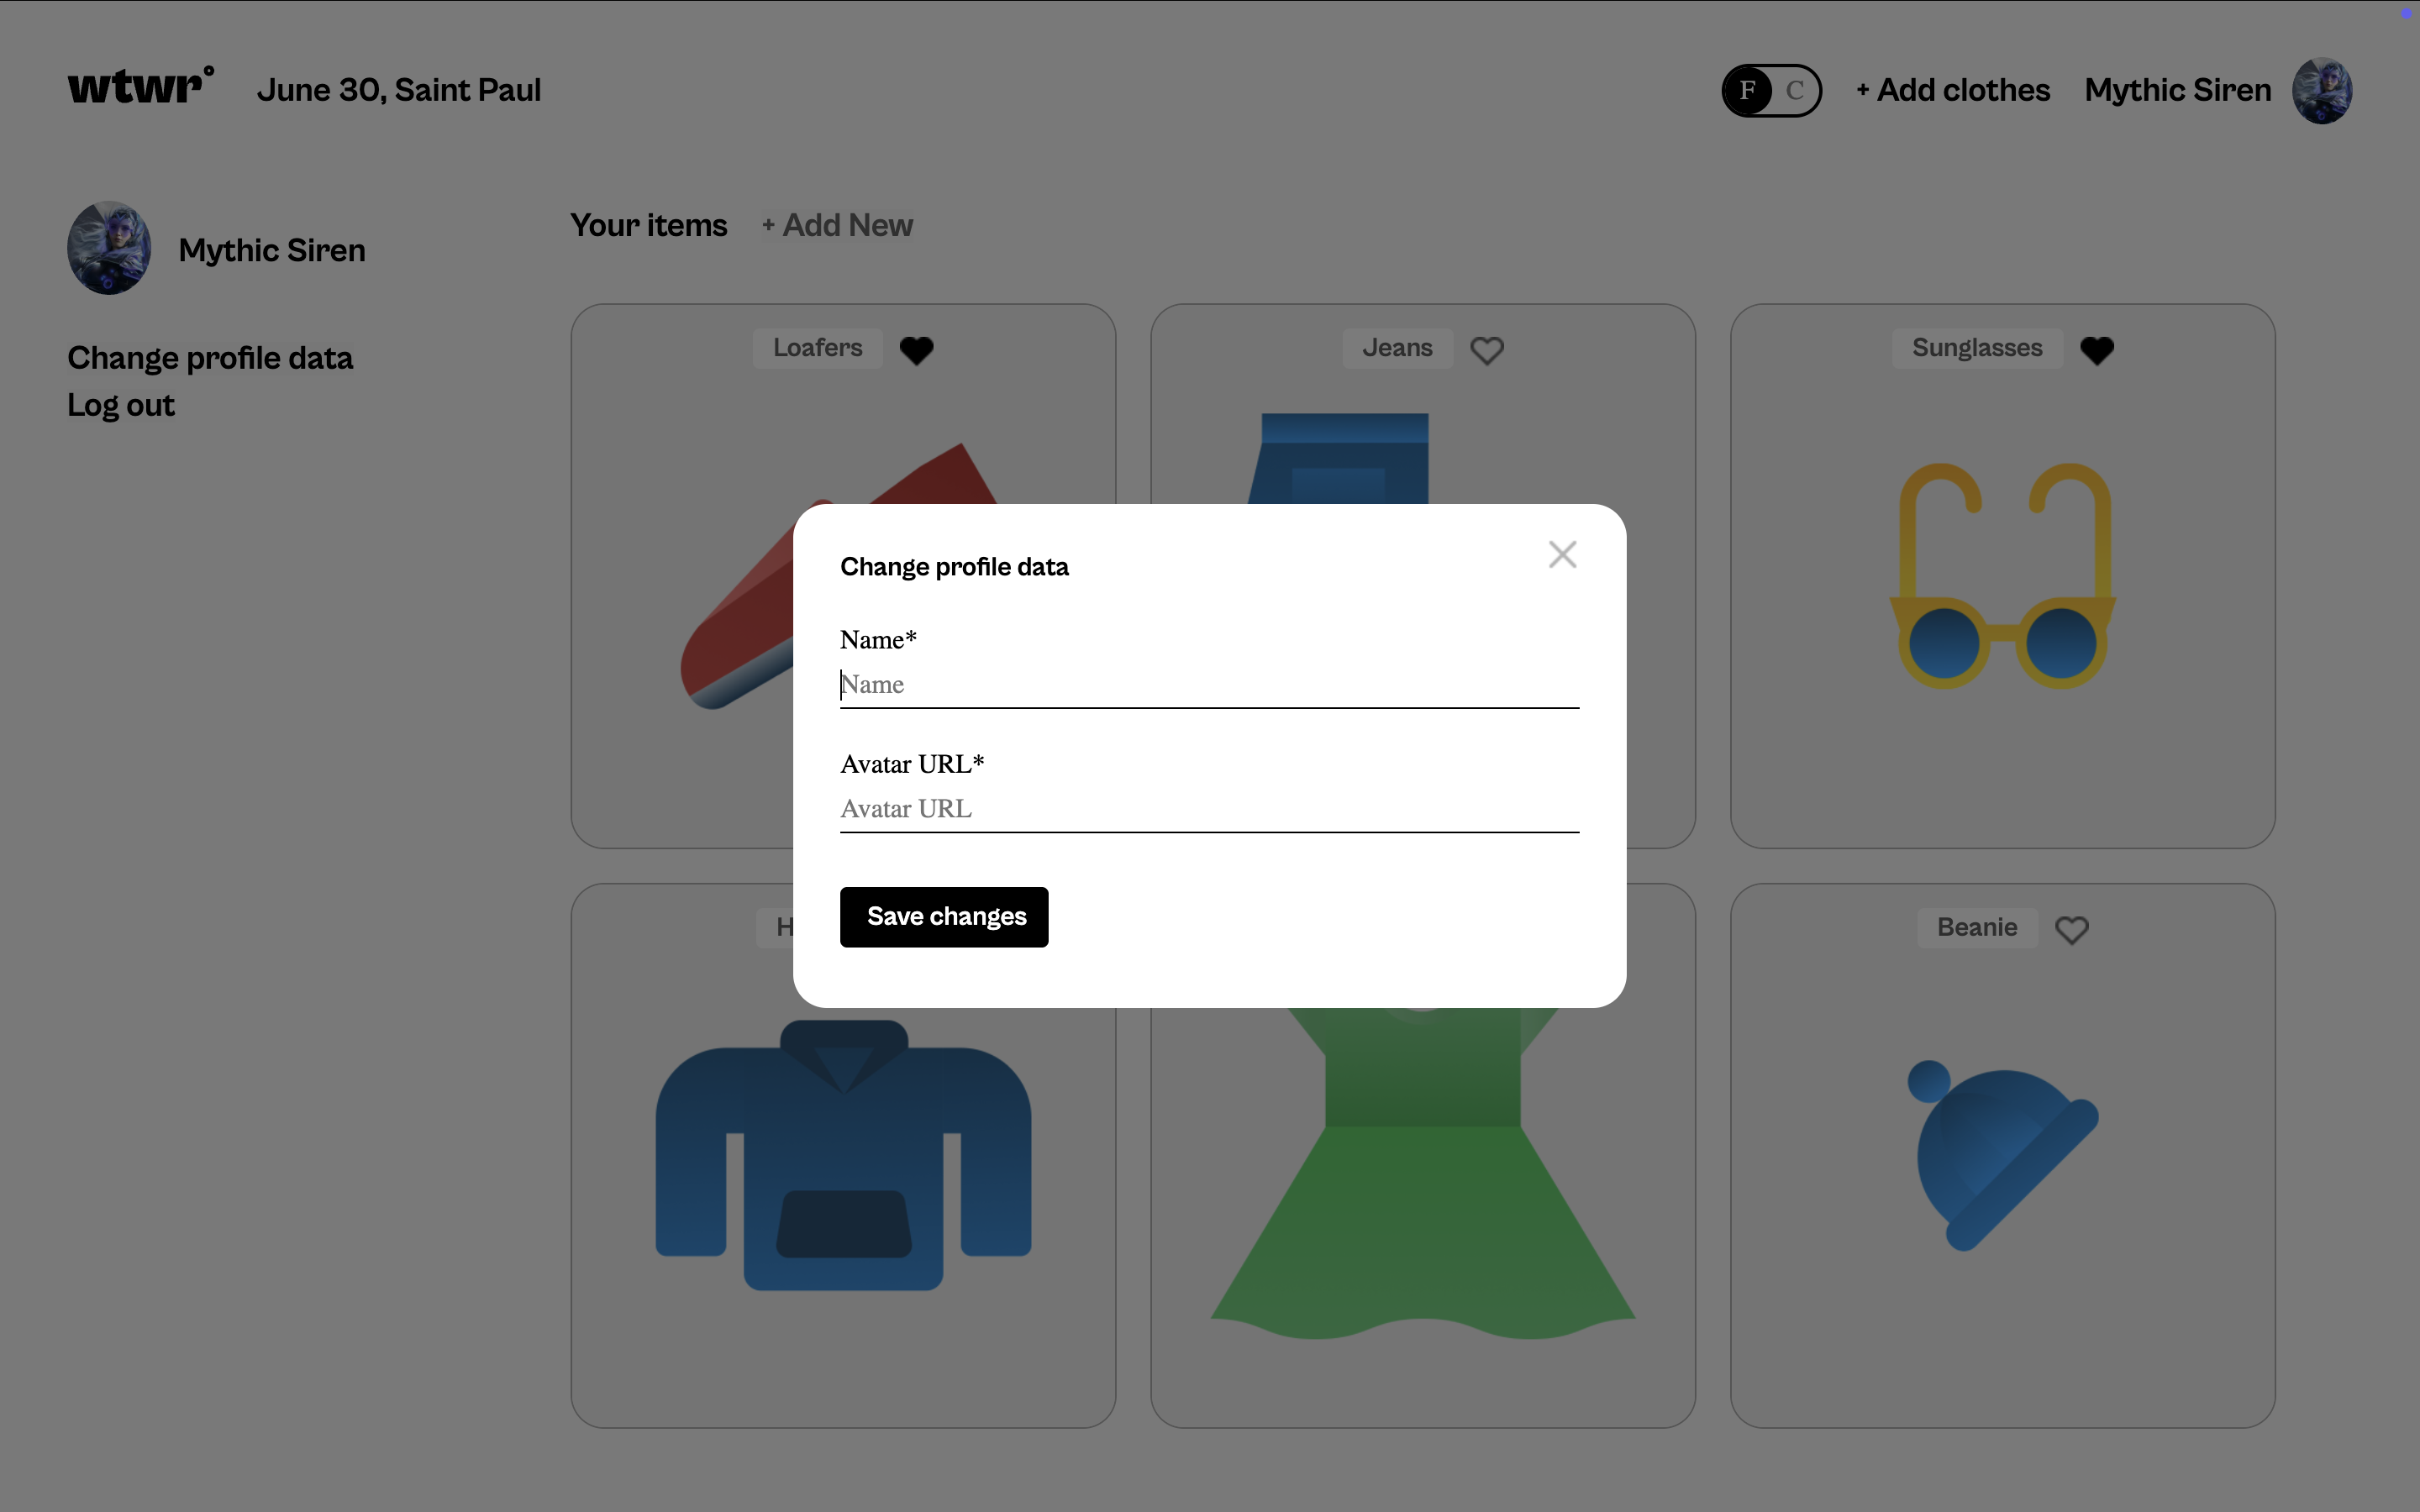 wtwr°
June 30, Saint Paul
F C
+ Add clothes
Mythic Siren
Mythic Siren
Change profile data
Log out
Your items
+ Add New
Loafers
Jeans
Sunglasses
Change profile data
Name*
Name
Avatar URL*
Avatar URL
Save changes
Beanie